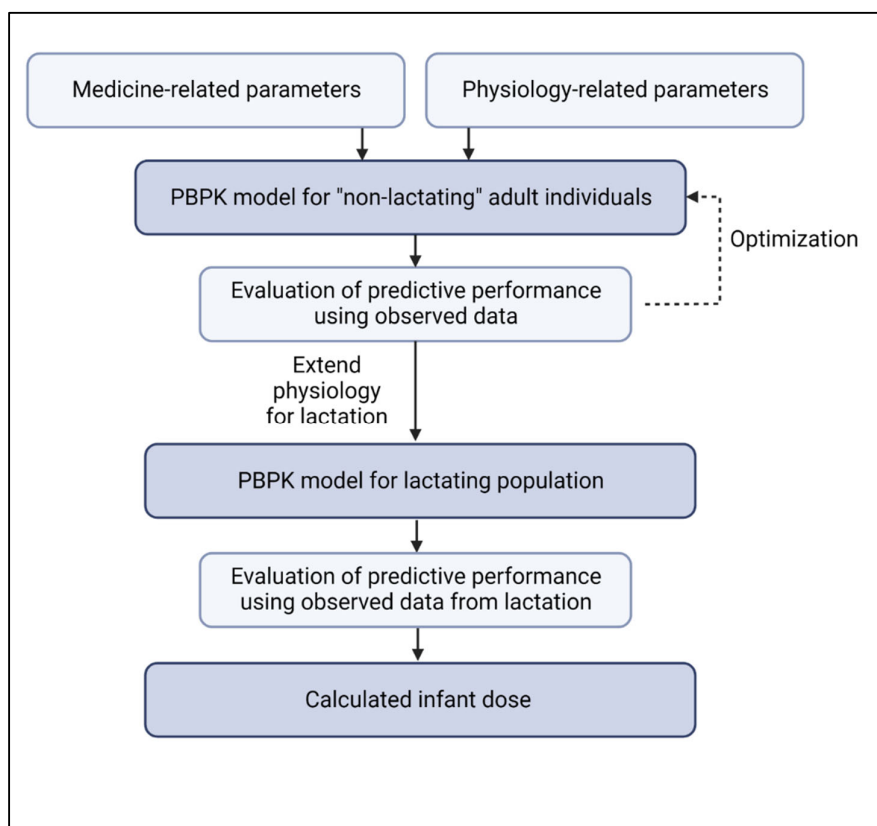 Medicine-related parameters
Physiology-related parameters
PBPK model for "non-lactating" adult individuals
Optimization
Evaluation of predictive performance
using observed data
Extend
physiology
for lactation
PBPK model for lactating population
Evaluation of predictive performance
using observed data from lactation
Calculated infant dose